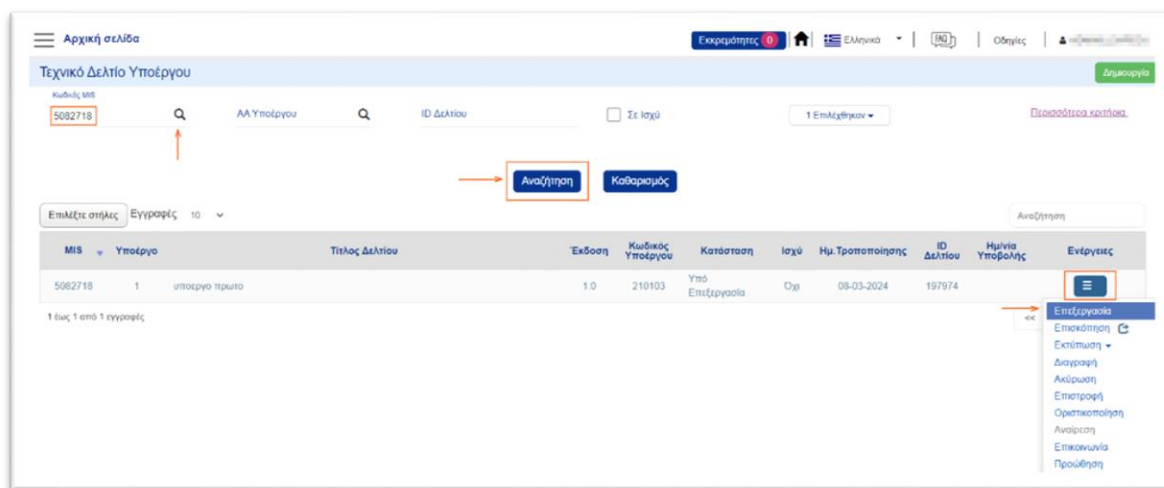 Αρχική σελίδα Εκκρεμότητες 0 Ελληνικά FAQ Οδηγίες
Τεχνικό Δελτίο Υποέργου Δημιουργία
Κωδικός MIS
5082718 ΑΑ Υποέργου ID Δελτίου Σε Ισχύ 1 Επιλέχθηκαν Περισσότερα κριτήρια
Αναζήτηση Καθαρισμός
Επιλέξτε στήλες Εγγραφές 10 Αναζήτηση
MIS Υποέργο Τίτλος Δελτίου Έκδοση Κωδικός Υποέργου Κατάσταση Ισχύ Ημ.Τροποποίησης ID Δελτίου Ημ/νία Υποβολής Ενέργειες
5082718 1 υποεργο πρωτο 1.0 210103 Υπό Επεξεργασία Όχι 08-03-2024 197974
1 έως 1 από 1 εγγραφές <<
Επεξεργασία
Επισκόπηση
Εκτύπωση
Διαγραφή
Ακύρωση
Επιστροφή
Οριστικοποίηση
Αναίρεση
Επικοινωνία
Προώθηση